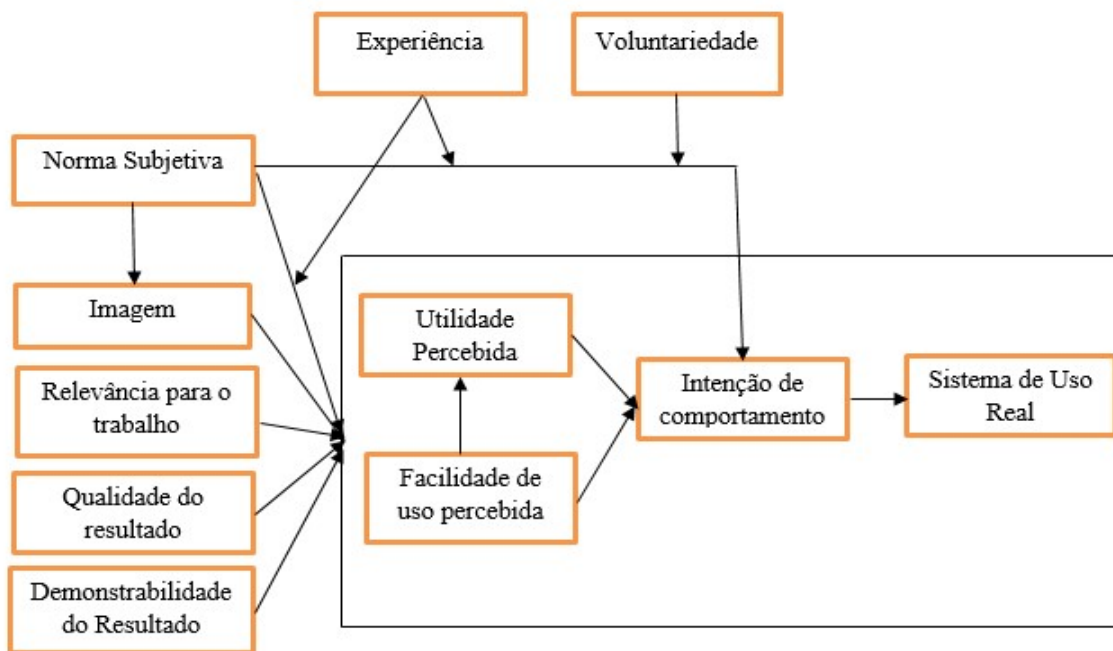 Experiência
Voluntariedade
Norma Subjetiva
Imagem
Utilidade
Percebida
Relevância para o
trabalho
Intenção de
comportamento
Sistema de Uso
Real
Facilidade de
uso percebida
Qualidade do
resultado
Demonstrabilidade
do Resultado